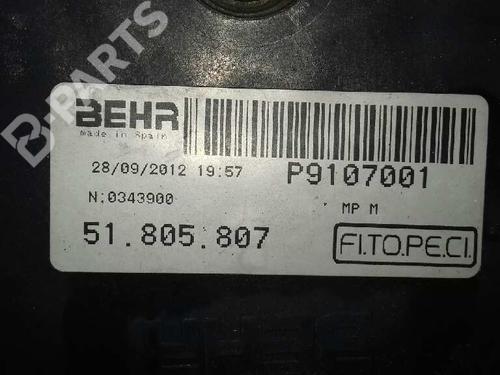 B-PARTS
BEHR
made in Spain
28/09/2012 19:57
P9107001
N:0343900
MP M
51.805.807
FI.TO.PE.CI.